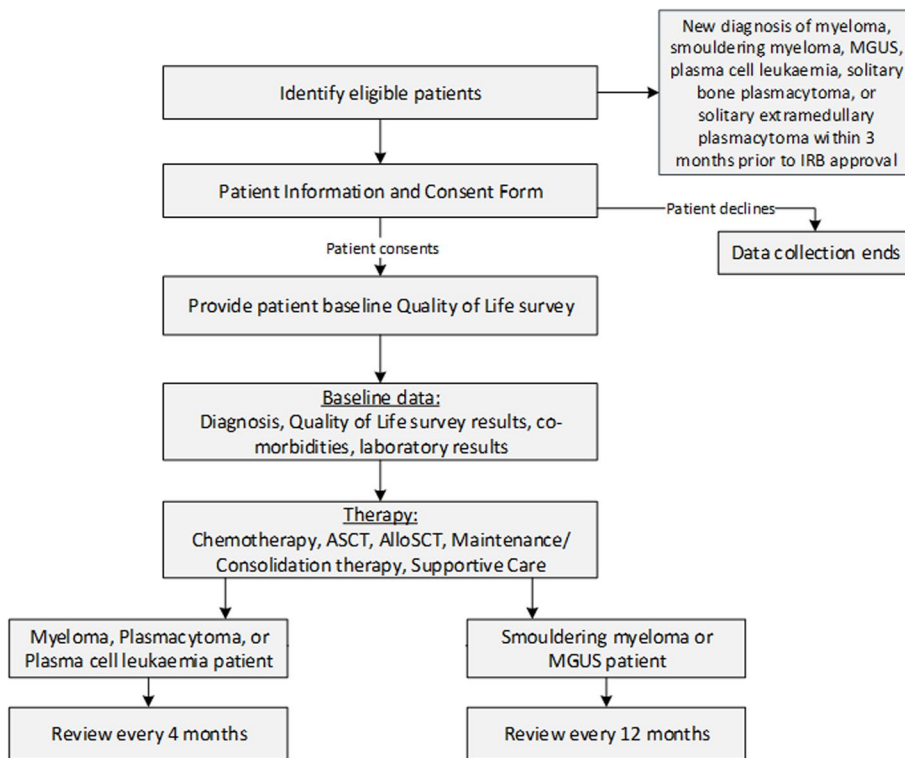 New diagnosis of myeloma,
smouldering myeloma, MGUS,
plasma cell leukaemia, solitary
bone plasmacytoma, or
solitary extramedullary
plasmacytoma within 3
months prior to IRB approval
Identify eligible patients
Patient Information and Consent Form
Patient declines
Data collection ends
Patient consents
Provide patient baseline Quality of Life survey
Baseline data:
Diagnosis, Quality of Life survey results, co-
morbidities, laboratory results
Therapy:
Chemotherapy, ASCT, AlloSCT, Maintenance/
Consolidation therapy, Supportive Care
Myeloma, Plasmacytoma, or
Plasma cell leukaemia patient
Smouldering myeloma or
MGUS patient
Review every 4 months
Review every 12 months